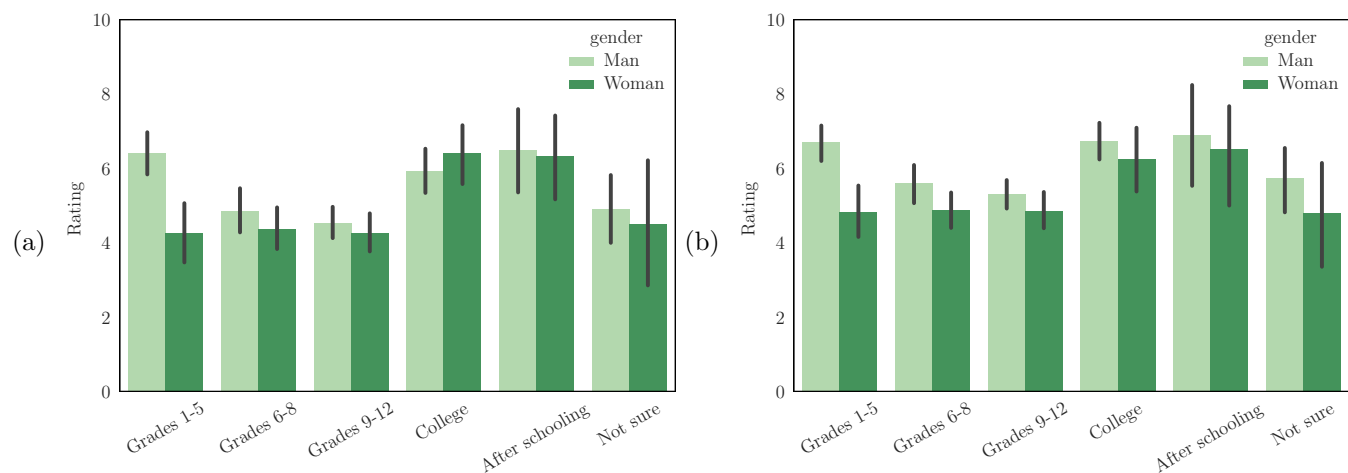 (a)
Rating
10
8
6
4
2
0
gender
Man
Woman
Grades 1-5
Grades 6-8
Grades 9-12
College
After schooling
Not sure
(b)
Rating
10
8
6
4
2
0
gender
Man
Woman
Grades 1-5
Grades 6-8
Grades 9-12
College
After schooling
Not sure